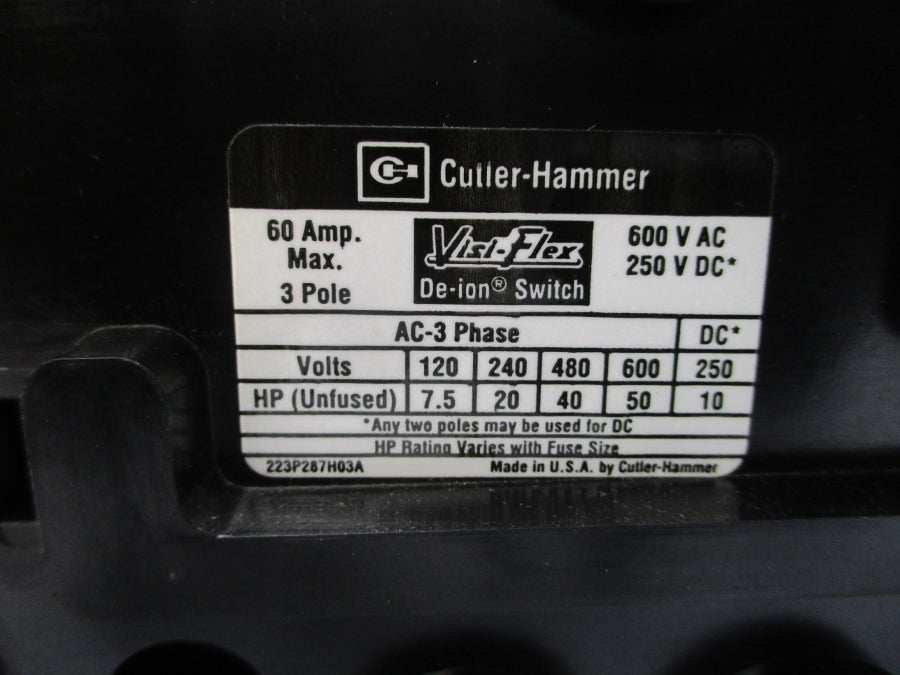 CH Cutler-Hammer
60 Amp. Max.
3 Pole
Visi-Flex
De-ion® Switch
600 V AC
250 V DC*
AC-3 Phase DC*
Volts 120 240 480 600 250
HP (Unfused) 7.5 20 40 50 10
*Any two poles may be used for DC
HP Rating Varies with Fuse Size
223P287H03A Made in U.S.A. by Cutler-Hammer